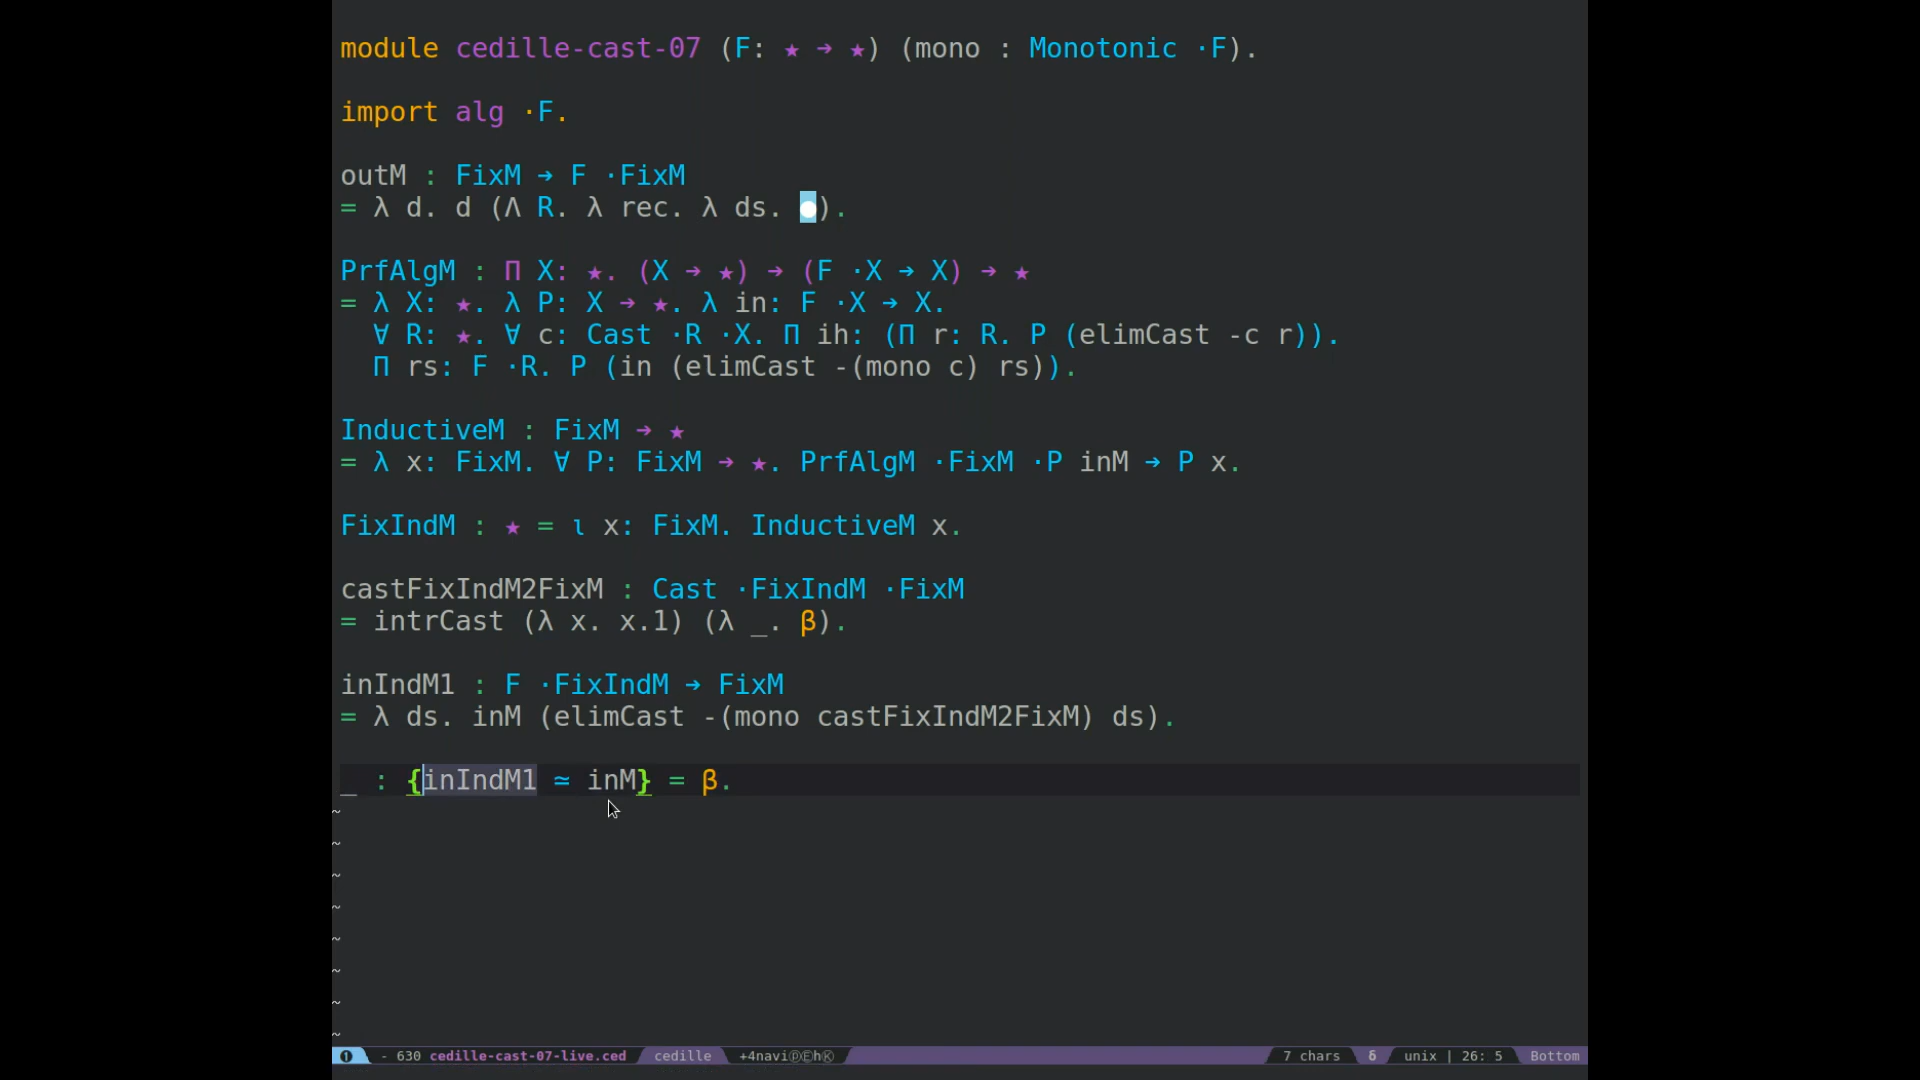 module cedille-cast-07 (F: ★ ➔ ★) (mono : Monotonic ·F).
import alg ·F.
outM : FixM ➔ F ·FixM
= λ d. d (Λ R. λ rec. λ ds. ●).
PrfAlgM : Π X: ★. (X ➔ ★) ➔ (F ·X ➔ X) ➔ ★
= λ X: ★. λ P: X ➔ ★. λ in: F ·X ➔ X.
∀ R: ★. ∀ c: Cast ·R ·X. Π ih: (Π r: R. P (elimCast -c r)).
Π rs: F ·R. P (in (elimCast -(mono c) rs)).
InductiveM : FixM ➔ ★
= λ x: FixM. ∀ P: FixM ➔ ★. PrfAlgM ·FixM ·P inM ➔ P x.
FixIndM : ★ = ι x: FixM. InductiveM x.
castFixIndM2FixM : Cast ·FixIndM ·FixM
= intrCast (λ x. x.1) (λ _. β).
inIndM1 : F ·FixIndM ➔ FixM
= λ ds. inM (elimCast -(mono castFixIndM2FixM) ds).
_ : {inIndM1 ≃ inM} = β.
~
~
~
~
~
~
~
~
❶ - 630 cedille-cast-07-live.ced cedille +4naviⓟⒺhⓀ 7 chars δ unix | 26: 5 Bottom